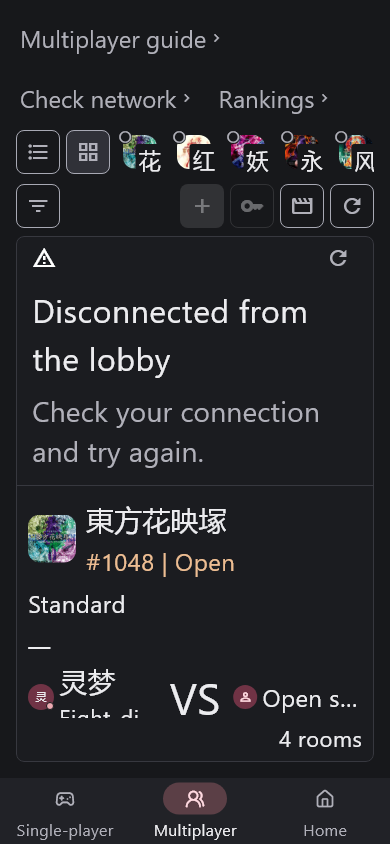 Multiplayer guide
Check network
Rankings
花
红
妖
永
风
Disconnected from
the lobby
Check your connection
and try again.
東方花映塚
#1048 | Open
Standard
—
灵
灵梦
VS
Open s...
4 rooms
Single-player
Multiplayer
Home